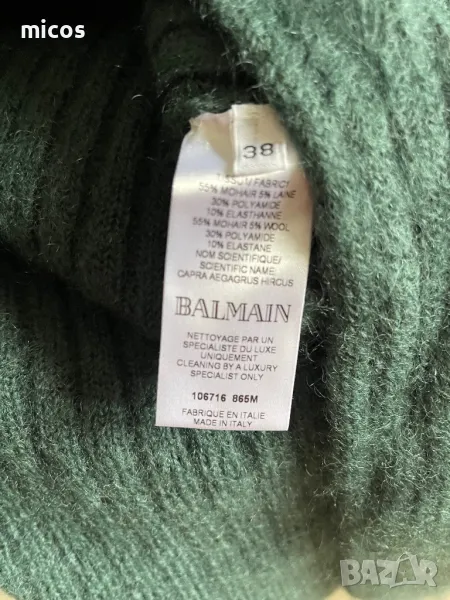 micos
38
TISSU/FABRIC:
55% MOHAIR 5% LAINE
30% POLYAMIDE
10% ELASTHANNE
55% MOHAIR 5% WOOL
30% POLYAMIDE
10% ELASTANE
NOM SCIENTIFIQUE/
SCIENTIFIC NAME:
CAPRA AEGAGRUS HIRCUS
BALMAIN
NETTOYAGE PAR UN
SPECIALISTE DU LUXE
UNIQUEMENT
CLEANING BY A LUXURY
SPECIALIST ONLY
106716 865M
FABRIQUE EN ITALIE
MADE IN ITALY
BAZAR